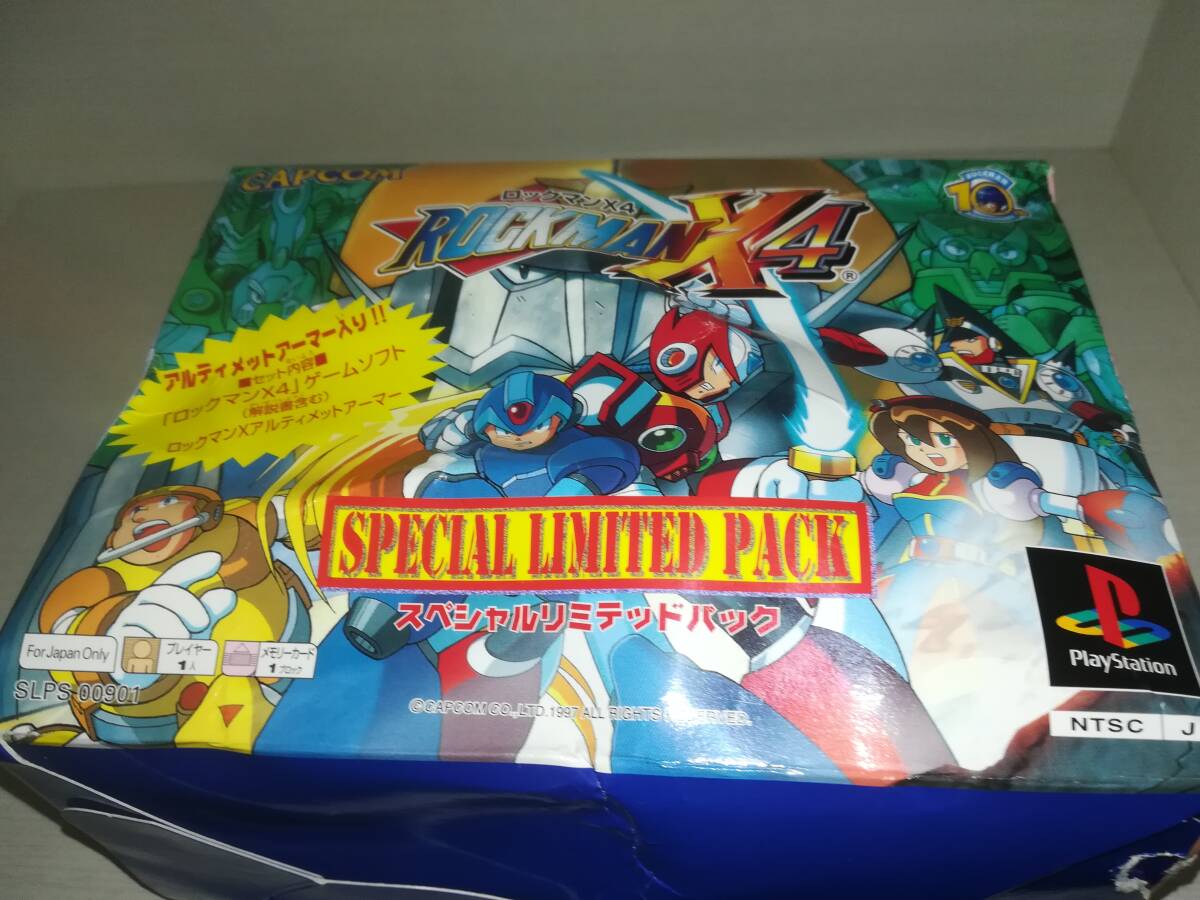 CAPCOM
ロックマンX4
ROCKMAN X4
®
ROCKMAN
10
アルティメットアーマー入り!!
■セット内容■
「ロックマンX4」ゲームソフト
(解説書含む)
ロックマンXアルティメットアーマー
SPECIAL LIMITED PACK
スペシャルリミテッドパック
For Japan Only
プレイヤー
1人
メモリーカード
1ブロック
SLPS 00901
©CAPCOM CO.,LTD.1997 ALL RIGHTS RESERVED.
PlayStation
NTSC J